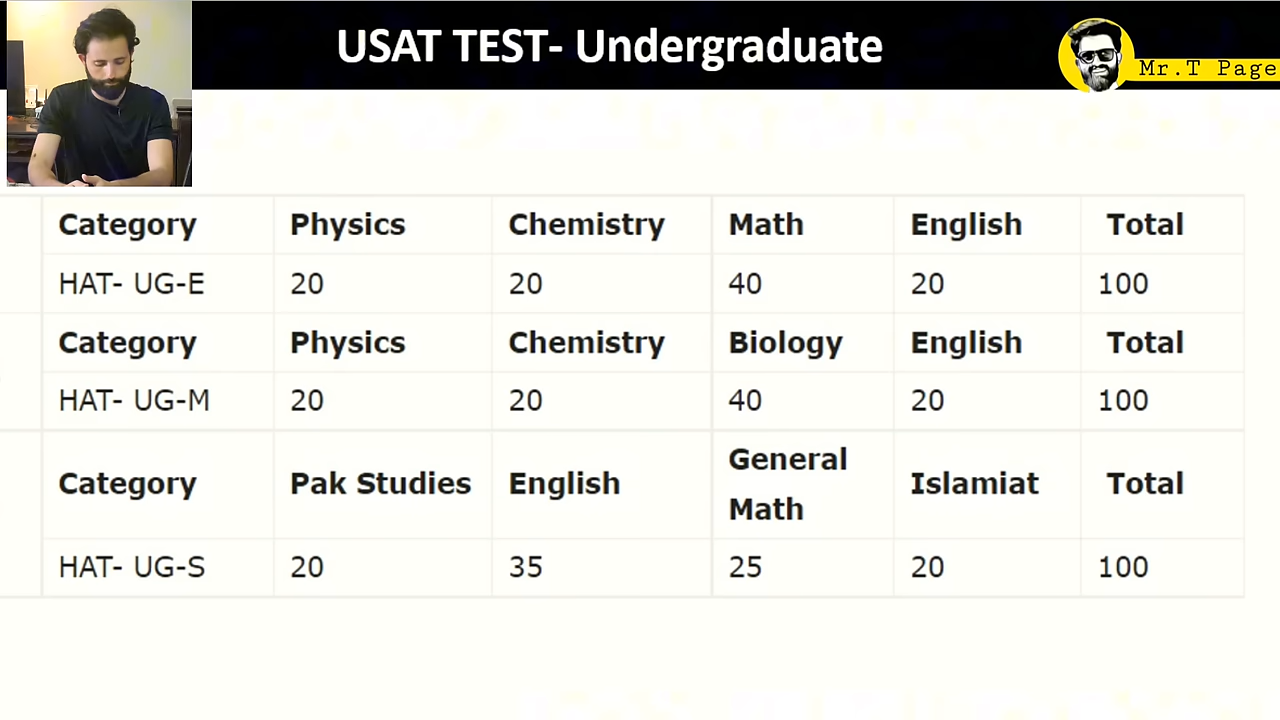 USAT TEST- Undergraduate
Mr.T Page
Category Physics Chemistry Math English Total
HAT- UG-E 20 20 40 20 100
Category Physics Chemistry Biology English Total
HAT- UG-M 20 20 40 20 100
Category Pak Studies English General Math Islamiat Total
HAT- UG-S 20 35 25 20 100